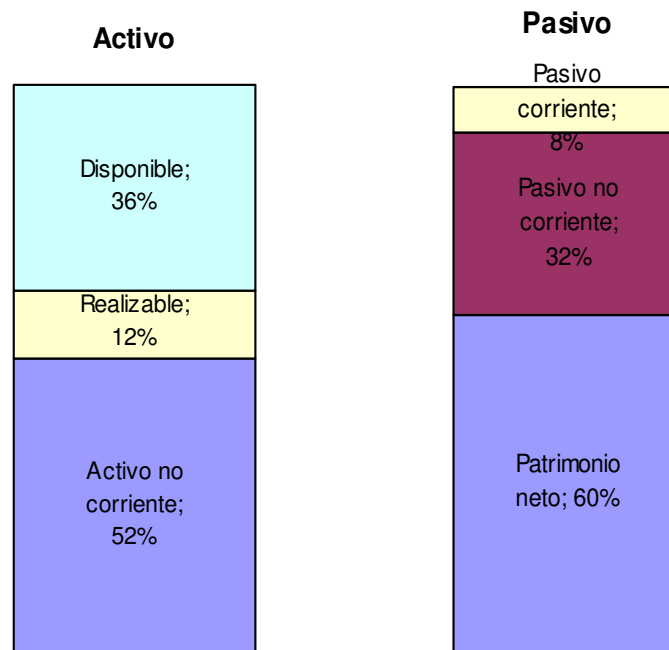 Activo
Disponible;
36%
Realizable;
12%
Activo no
corriente;
52%
Pasivo
Pasivo
corriente;
8%
Pasivo no
corriente;
32%
Patrimonio
neto; 60%